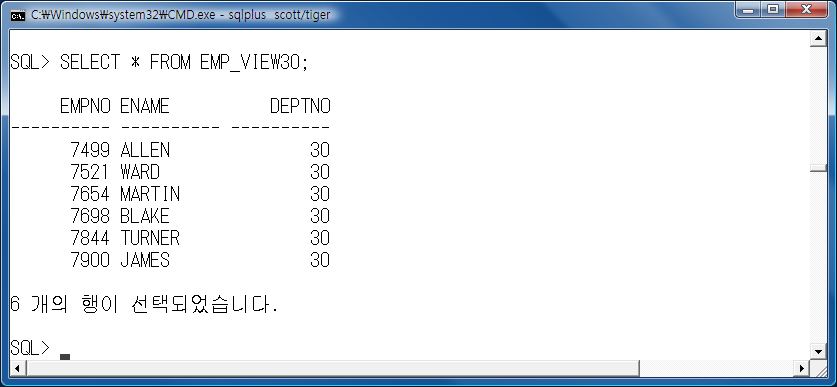 C:\Windows\system32\CMD.exe - sqlplus  scott/tiger
SQL> SELECT * FROM EMP_VIEW30;
     EMPNO ENAME          DEPTNO
---------- ---------- ----------
      7499 ALLEN              30
      7521 WARD               30
      7654 MARTIN             30
      7698 BLAKE              30
      7844 TURNER             30
      7900 JAMES              30
6 개의 행이 선택되었습니다.
SQL>